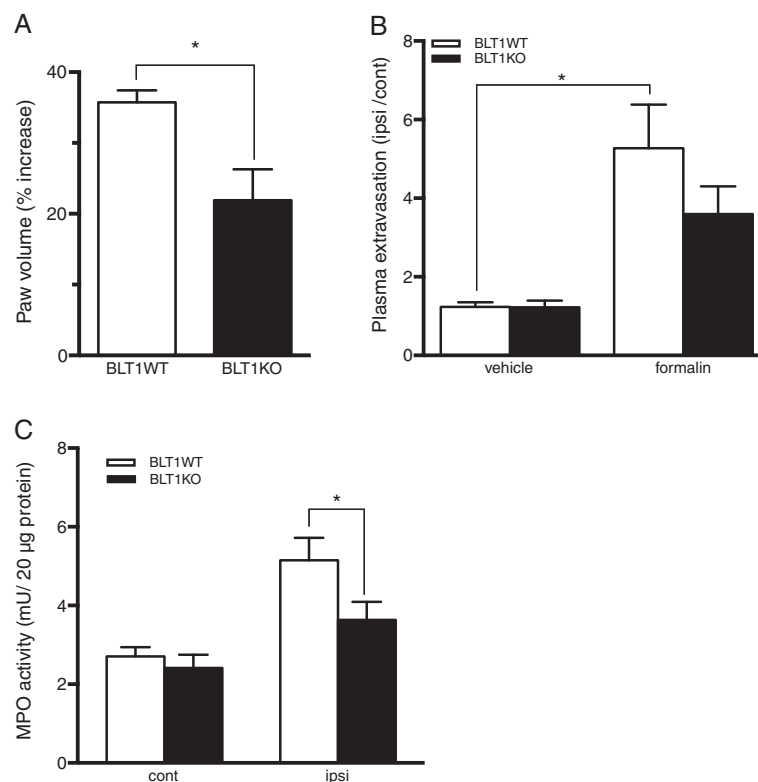 A
*
Paw volume (% increase)
40
20
0
BLT1WT
BLT1KO
B
BLT1WT
BLT1KO
*
Plasma extravasation (ipsi /cont)
8
6
4
2
0
vehicle
formalin
C
BLT1WT
BLT1KO
*
MPO activity (mU/ 20 μg protein)
8
6
4
2
0
cont
ipsi